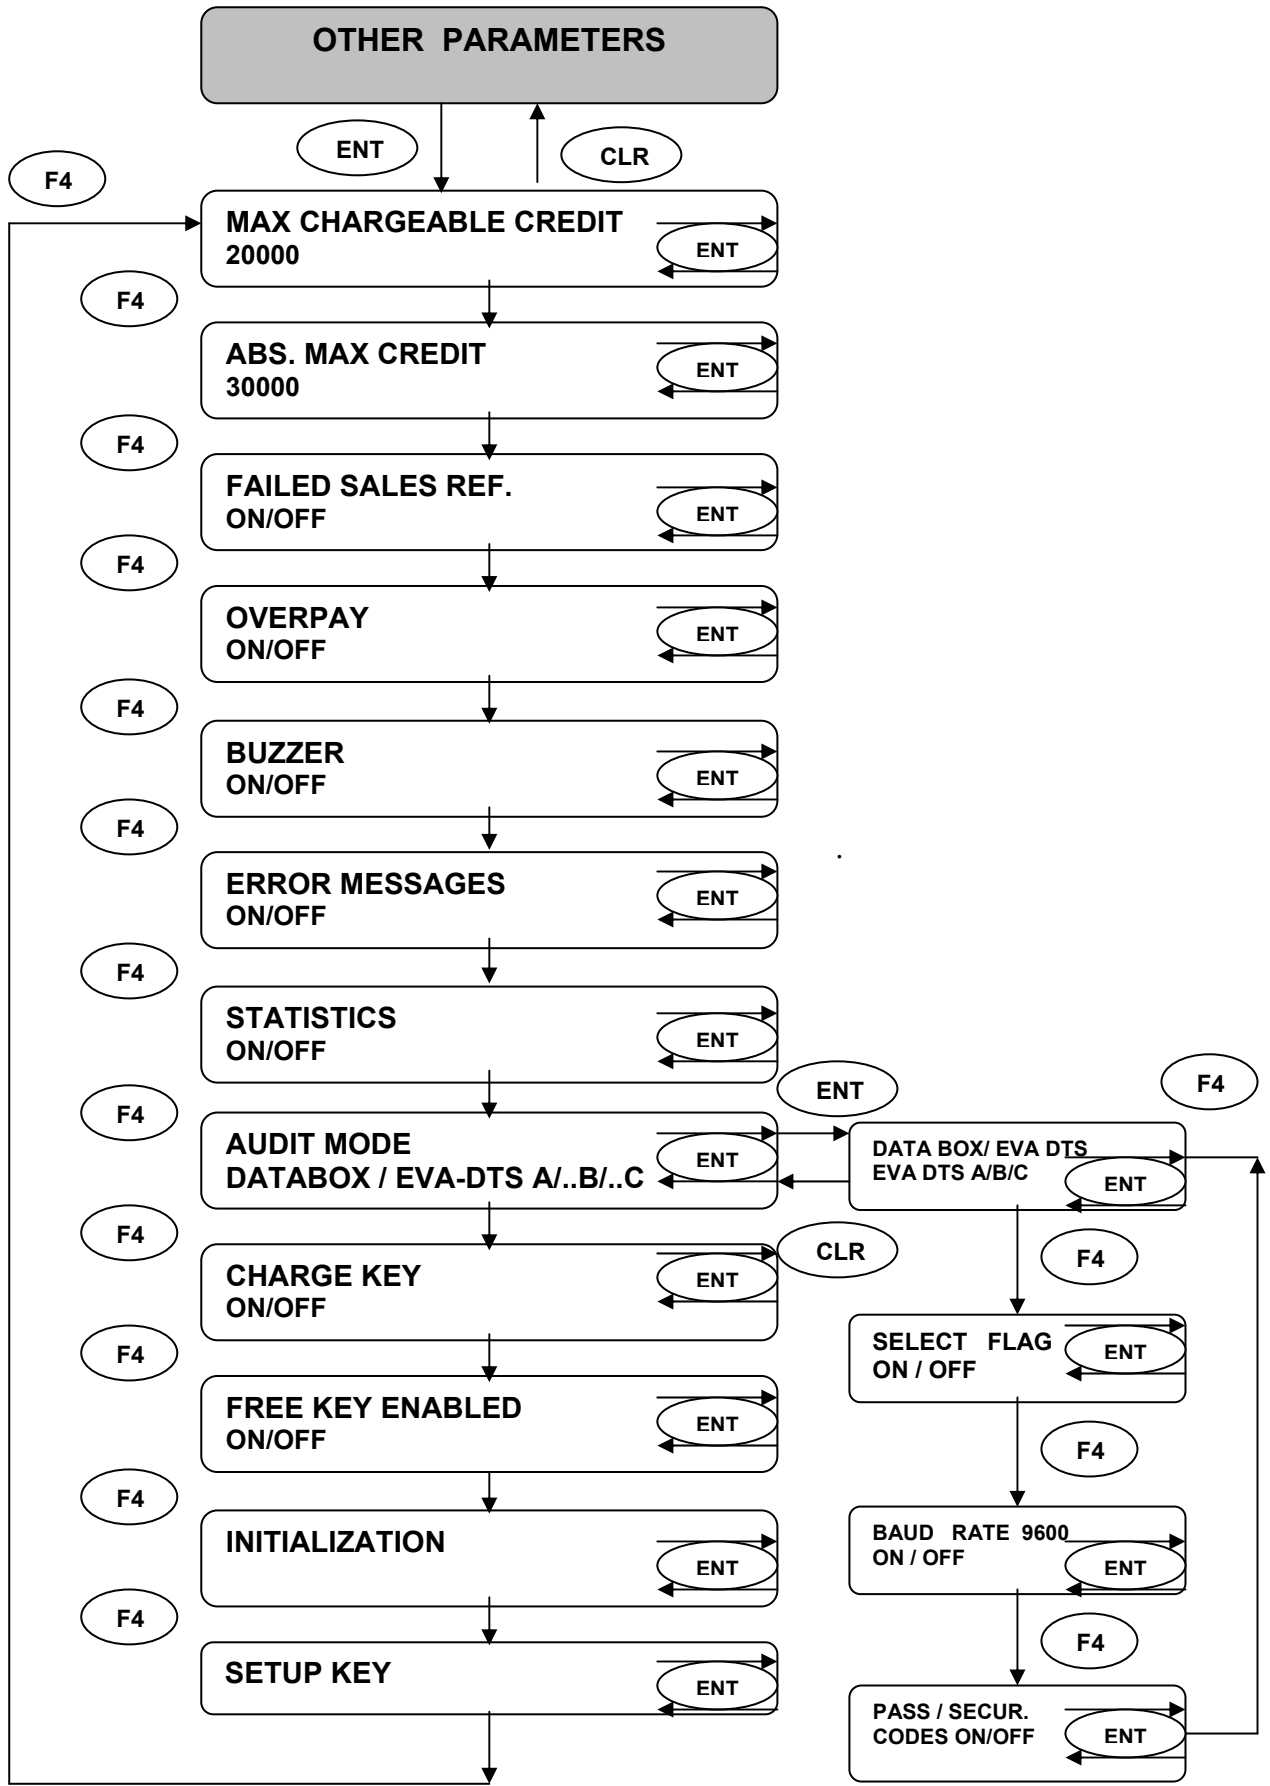 OTHER PARAMETERS
ENT
CLR
F4
MAX CHARGEABLE CREDIT
20000
ENT
F4
ABS. MAX CREDIT
30000
ENT
F4
FAILED SALES REF.
ON/OFF
ENT
F4
OVERPAY
ON/OFF
ENT
F4
BUZZER
ON/OFF
ENT
F4
ERROR MESSAGES
ON/OFF
ENT
.
F4
STATISTICS
ON/OFF
ENT
F4
AUDIT MODE
DATABOX / EVA-DTS A/..B/..C
ENT
ENT
CLR
F4
DATA BOX/ EVA DTS
EVA DTS A/B/C
ENT
F4
SELECT FLAG
ON / OFF
ENT
F4
BAUD RATE 9600
ON / OFF
ENT
F4
PASS / SECUR.
CODES ON/OFF
ENT
F4
CHARGE KEY
ON/OFF
ENT
F4
FREE KEY ENABLED
ON/OFF
ENT
F4
INITIALIZATION
ENT
F4
SETUP KEY
ENT